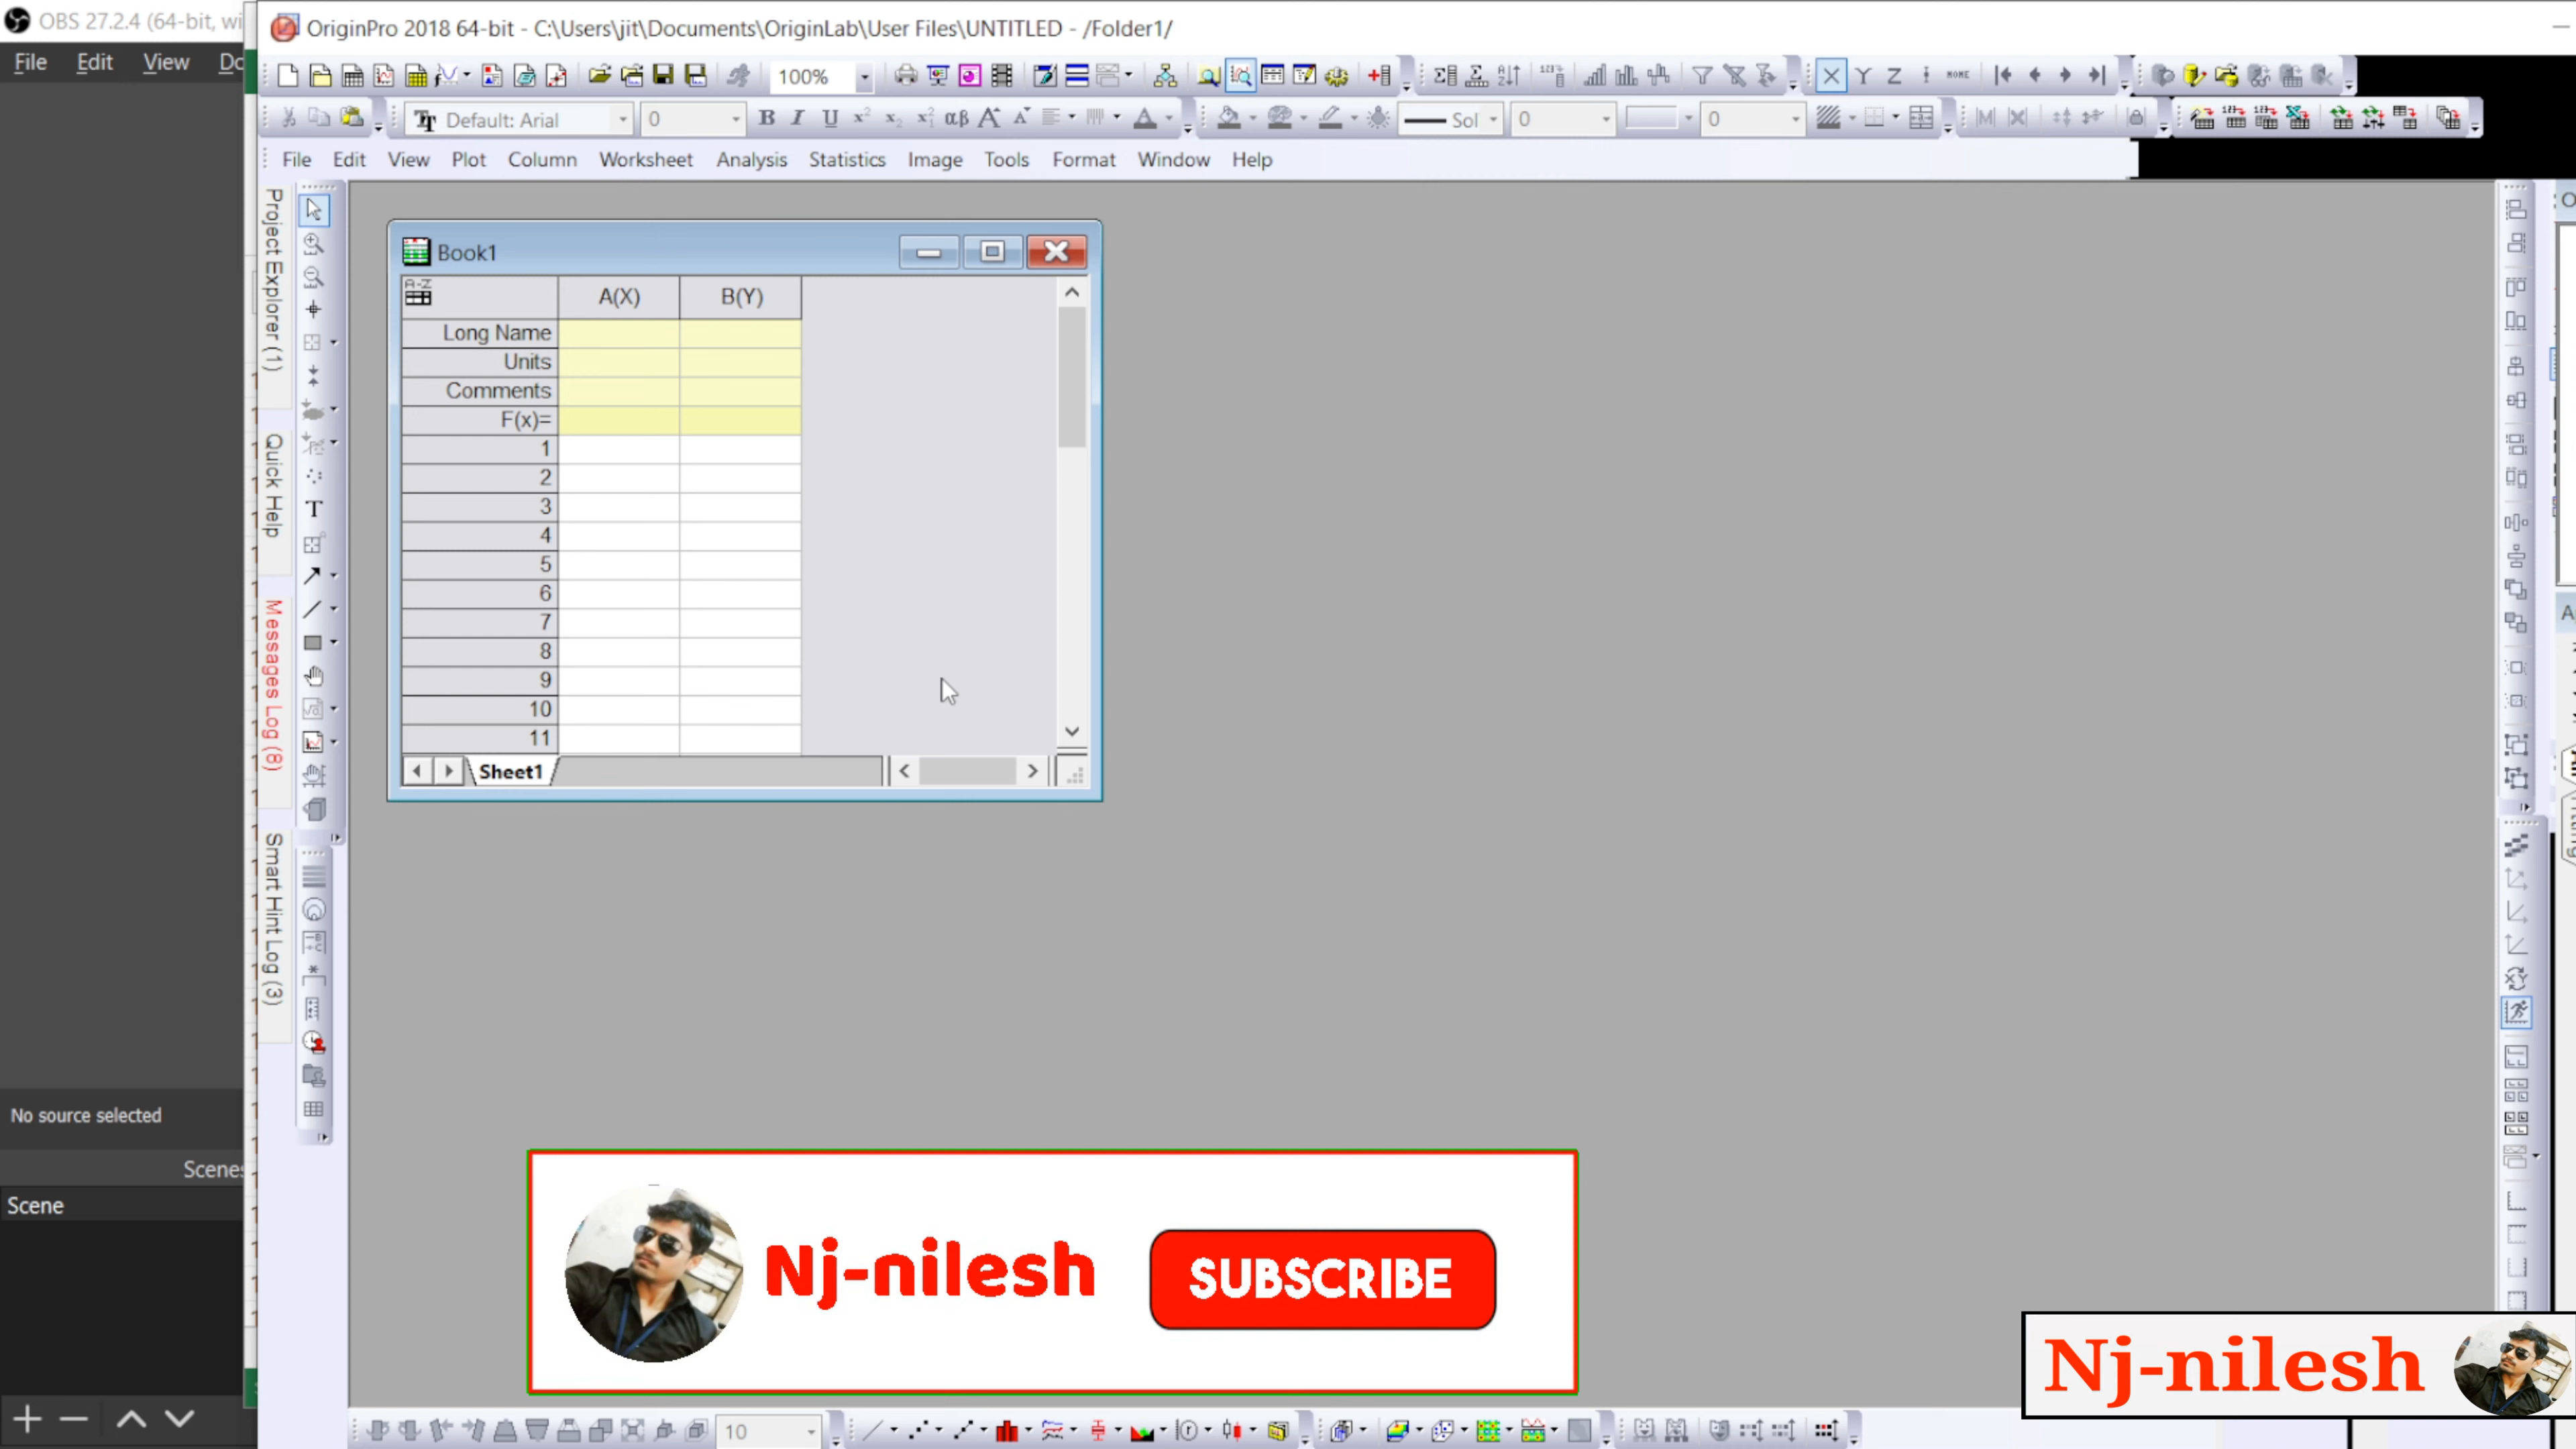 OBS 27.2.4 (64-bit, wi
OriginPro 2018 64-bit - C:\Users\jit\Documents\OriginLab\User Files\UNTITLED - /Folder1/
File Edit View Do
100%
X Y Z
HOME
Default: Arial
0
B I U
αβ
A
Sol
0
0
File Edit View Plot Column Worksheet Analysis Statistics Image Tools Format Window Help
Project Explorer (1)
Quick Help
Messages Log (8)
Smart Hint Log (3)
Book1
A(X) B(Y)
Long Name
Units
Comments
F(x)=
1
2
3
4
5
6
7
8
9
10
11
Sheet1
No source selected
Scenes
Scene
Nj-nilesh
SUBSCRIBE
Nj-nilesh
10